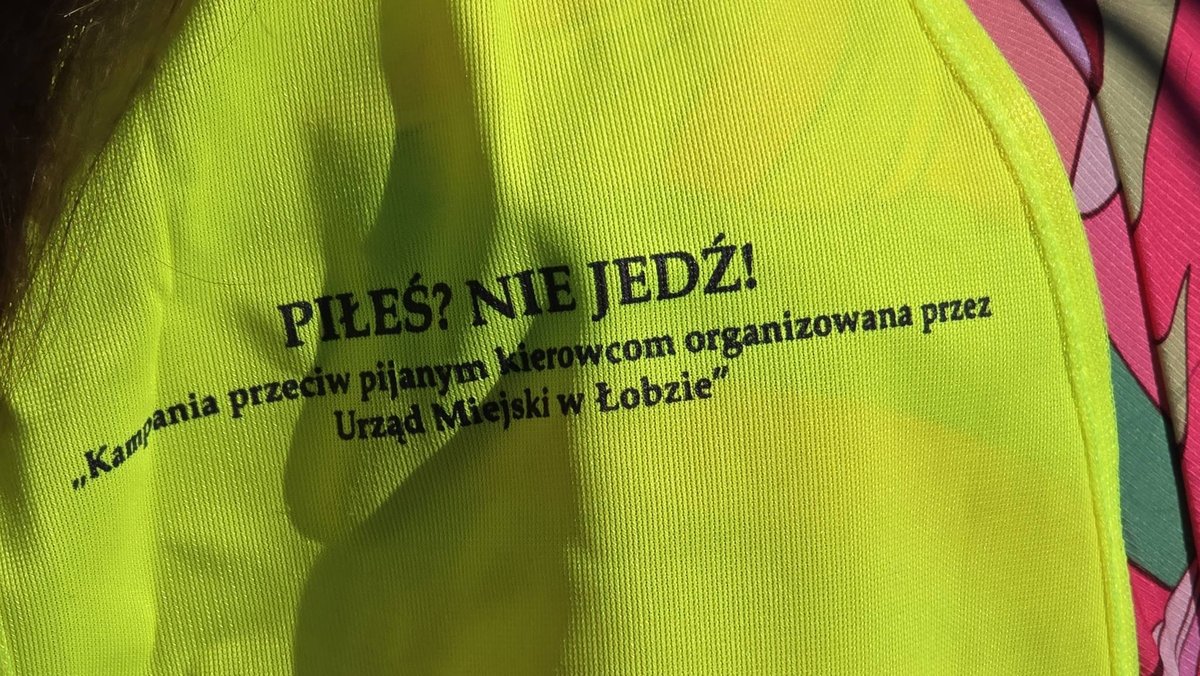 PIŁEŚ? NIE JEDŹ!
„Kampania przeciw pijanym kierowcom organizowana przez
Urząd Miejski w Łobzie”